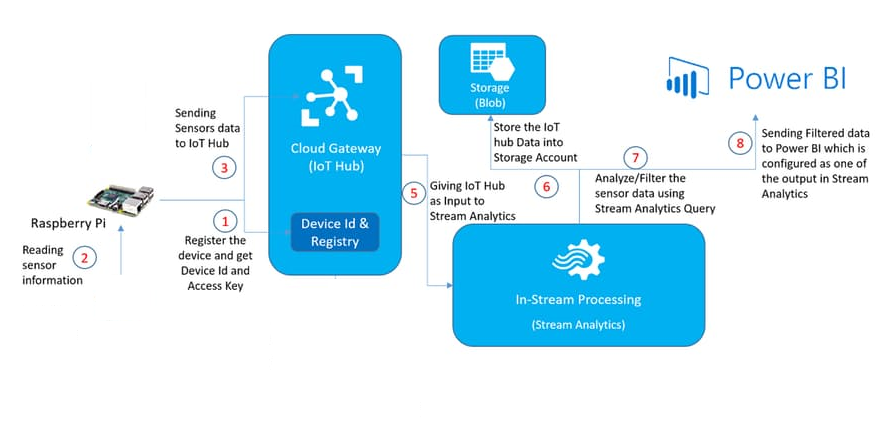 Storage
(Blob)
Power BI
Sending
Sensors data
to IoT Hub
3
Cloud Gateway
(IoT Hub)
Store the IoT
hub Data into
Storage Account
6
7
Analyze/Filter the
sensor data using
Stream Analytics Query
8
Sending Filtered data
to Power BI which is
configured as one of
the output in Stream
Analytics
5
Giving IoT Hub
as Input to
Stream Analytics
Raspberry Pi
1
Register the
device and get
Device Id and
Access Key
Device Id &
Registry
Reading
sensor
information
2
In-Stream Processing
(Stream Analytics)